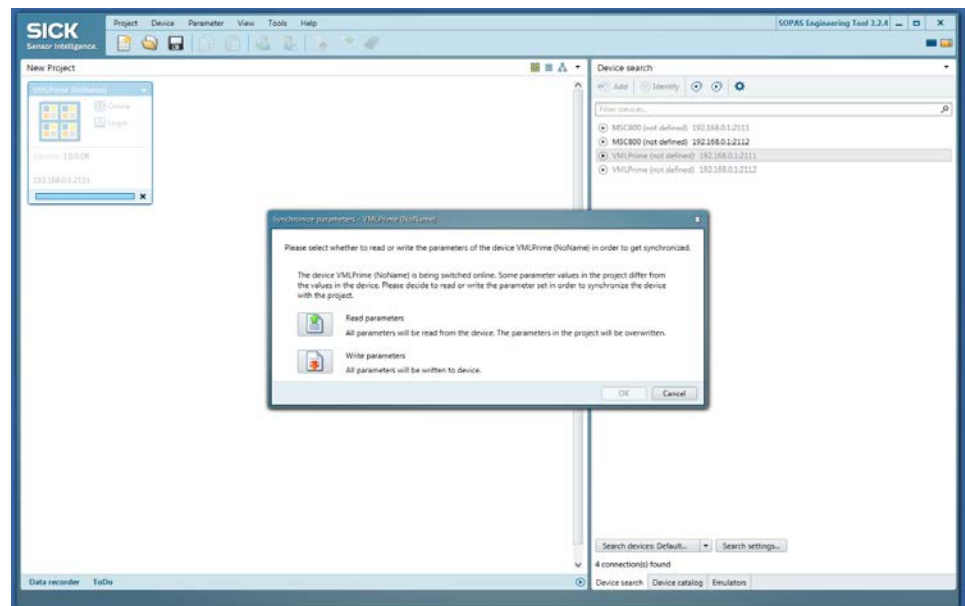 SICK
Sensor Intelligence.
Project Device Parameter View Tools Help
SOPAS Engineering Tool 3.2.4
New Project
Device search
VMLPrime (NoName)
Online
Logon
Version: 1.0.0.0R
192.168.0.1:2111
Add Identify
Filter devices...
MSC800 (not defined) 192.168.0.1:2111
MSC800 (not defined) 192.168.0.1:2112
VMLPrime (not defined) 192.168.0.1:2111
VMLPrime (not defined) 192.168.0.1:2112
Synchronize parameters - VMLPrime (NoName)
Please select whether to read or write the parameters of the device VMLPrime (NoName) in order to get synchronized.
The device VMLPrime (NoName) is being switched online. Some parameter values in the project differ from
the values in the device. Please decide to read or write the parameter set in order to synchronize the device
with the project.
Read parameters
All parameters will be read from the device. The parameters in the project will be overwritten.
Write parameters
All parameters will be written to device.
OK Cancel
Search devices: Default... Search settings...
4 connection(s) found
Data recorder ToDo
Device search Device catalog Emulators